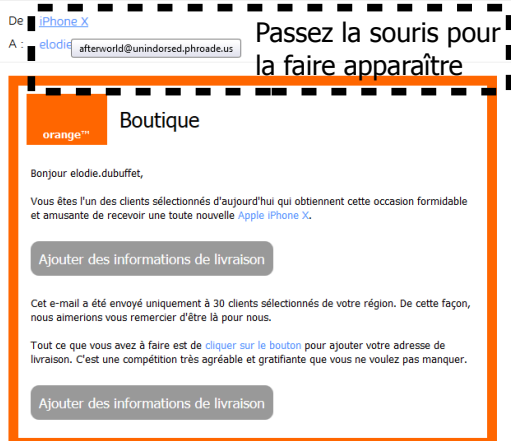 De : iPhone X
A : elodie
afterworld@unindorsed.phroade.us
Passez la souris pour
la faire apparaître
orange™
Boutique
Bonjour elodie.dubuffet,
Vous êtes l'un des clients sélectionnés d'aujourd'hui qui obtiennent cette occasion formidable
et amusante de recevoir une toute nouvelle Apple iPhone X.
Ajouter des informations de livraison
Cet e-mail a été envoyé uniquement à 30 clients sélectionnés de votre région. De cette façon,
nous aimerions vous remercier d'être là pour nous.
Tout ce que vous avez à faire est de cliquer sur le bouton pour ajouter votre adresse de
livraison. C'est une compétition très agréable et gratifiante que vous ne voulez pas manquer.
Ajouter des informations de livraison